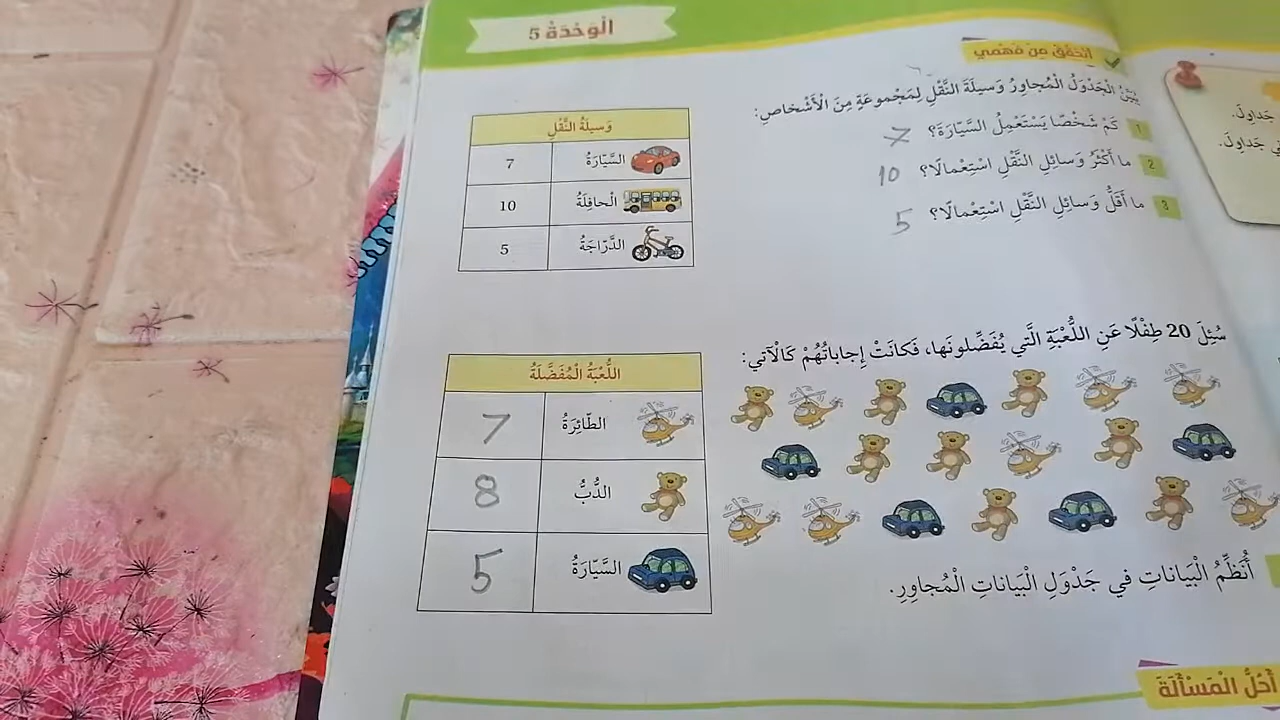 الْوَحْدَةُ 5
أَتَحَقَّقُ مِنْ فَهْمِي
يُبَيِّنُ الْجَدْوَلُ الْمُجاوِرُ وَسيلَةَ النَّقْلِ لِمَجْموعَةٍ مِنَ الْأَشْخاصِ:
1 كَمْ شَخْصًا يَسْتَعْمِلُ السَّيّارَةَ؟ 7
2 ما أَكْثَرُ وَسائِلِ النَّقْلِ اسْتِعْمالًا؟ 10
3 ما أَقَلُّ وَسائِلِ النَّقْلِ اسْتِعْمالًا؟ 5
وَسيلَةُ النَّقْلِ
السَّيّارَةُ 7
الْحافِلَةُ 10
الدَّرّاجَةُ 5
جَداوِلَ.
جَداوِلَ.
سُئِلَ 20 طِفْلًا عَنِ اللُّعْبَةِ الَّتي يُفَضِّلونَها، فَكانَتْ إِجاباتُهُمْ كَالْآتي:
اللُّعْبَةُ الْمُفَضَّلَةُ
الطّائِرَةُ 7
الدُّبُّ 8
السَّيّارَةُ 5
أُنَظِّمُ الْبَياناتِ في جَدْوَلِ الْبَياناتِ الْمُجاوِرِ.
أَحُلُّ الْمَسْأَلَةَ